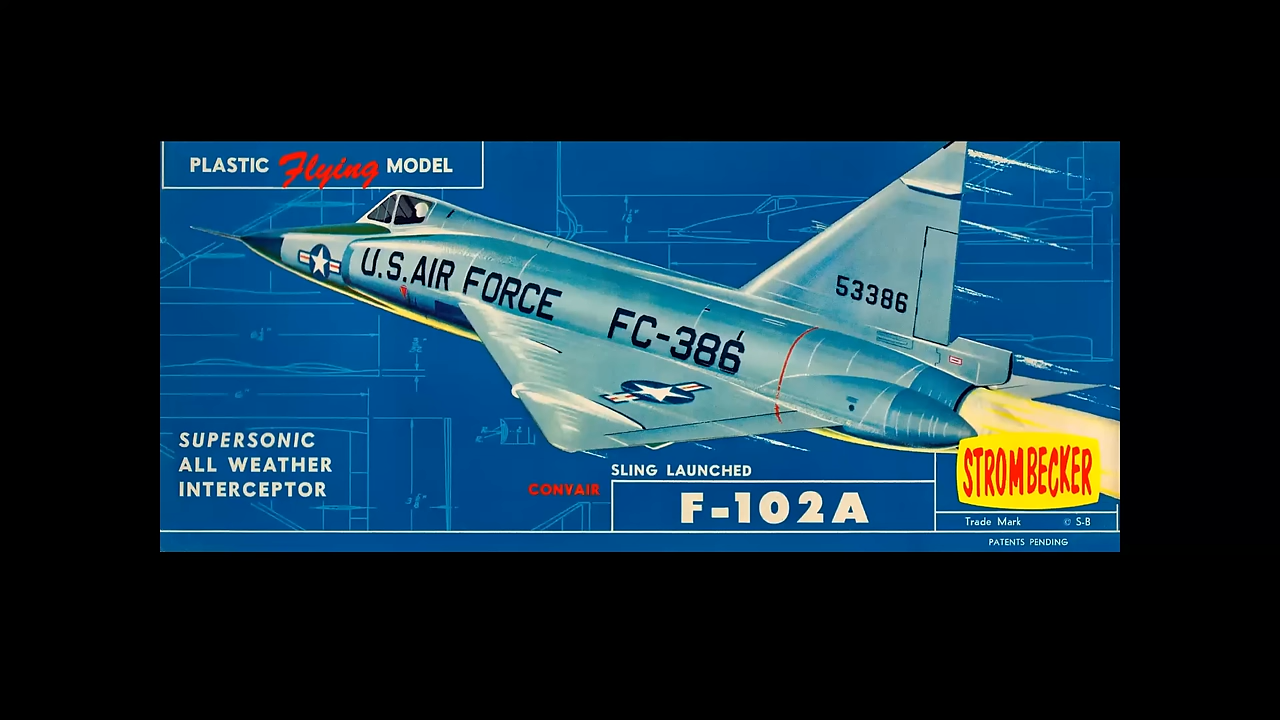 PLASTIC Flying MODEL
U.S. AIR FORCE
FC-386
53386
SUPERSONIC
ALL WEATHER
INTERCEPTOR
SLING LAUNCHED
CONVAIR
F-102A
STROMBECKER
Trade Mark © S-B
PATENTS PENDING